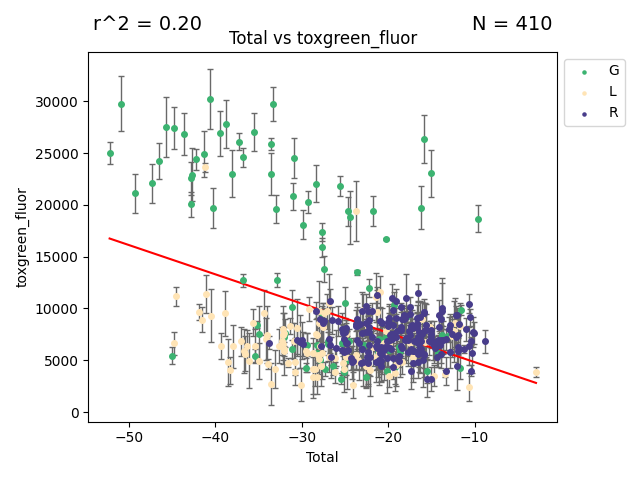 r^2 = 0.20 N = 410
Total vs toxgreen_fluor
G
L
R
30000
25000
20000
15000
10000
5000
0
toxgreen_fluor
−50 −40 −30 −20 −10
Total